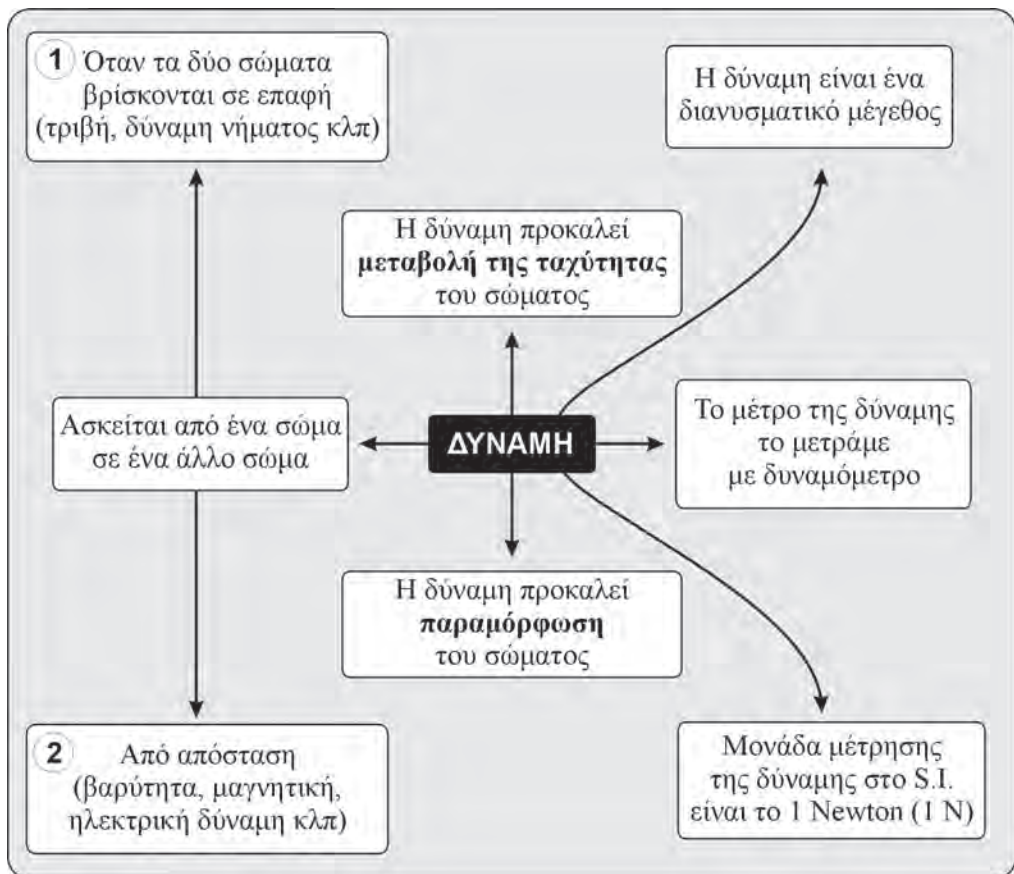 1 Όταν τα δύο σώματα
βρίσκονται σε επαφή
(τριβή, δύναμη νήματος κλπ)
Η δύναμη είναι ένα
διανυσματικό μέγεθος
Η δύναμη προκαλεί
μεταβολή της ταχύτητας
του σώματος
Ασκείται από ένα σώμα
σε ένα άλλο σώμα
ΔΥΝΑΜΗ
Το μέτρο της δύναμης
το μετράμε
με δυναμόμετρο
Η δύναμη προκαλεί
παραμόρφωση
του σώματος
2 Από απόσταση
(βαρύτητα, μαγνητική,
ηλεκτρική δύναμη κλπ)
Μονάδα μέτρησης
της δύναμης στο S.I.
είναι το 1 Newton (1 N)